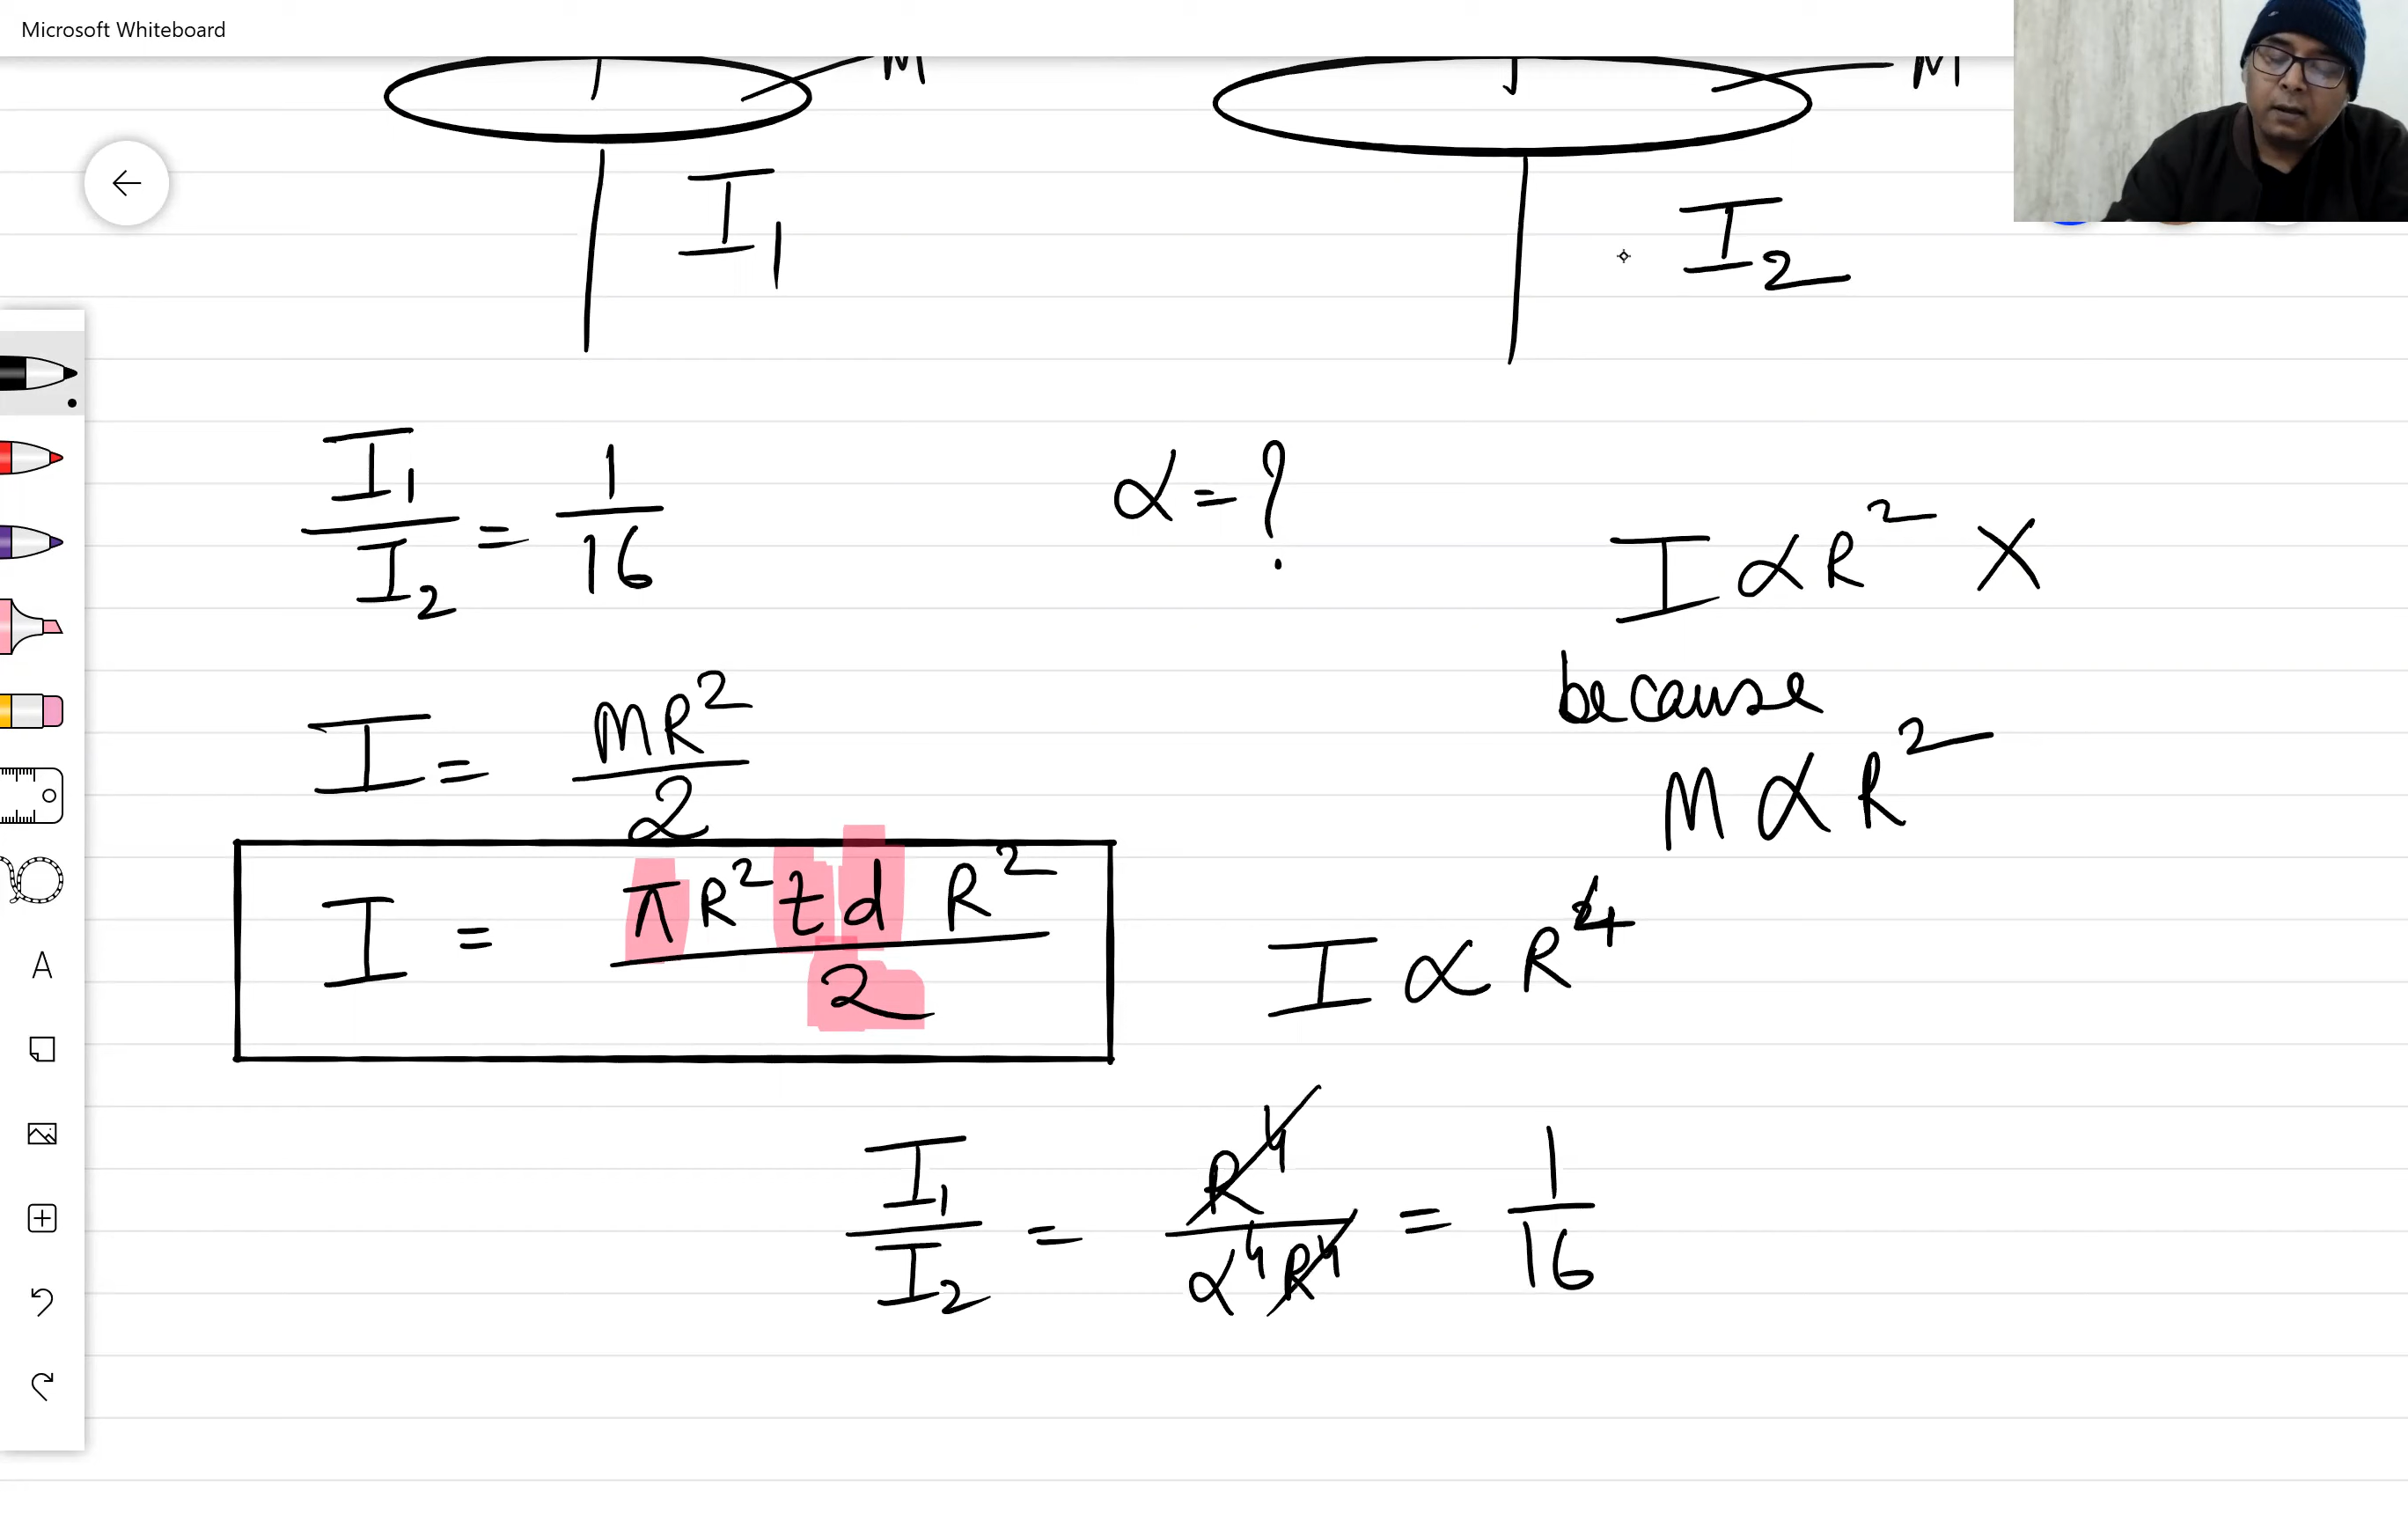 Microsoft Whiteboard
M
M
I₁
I₂
I₁/I₂ = 1/16
α = ?
I ∝ R² X
because
M ∝ R²
I = MR²/2
I = πR²td R²/2
I ∝ R⁴
I₁/I₂ = R⁴/α⁴R⁴ = 1/16
A